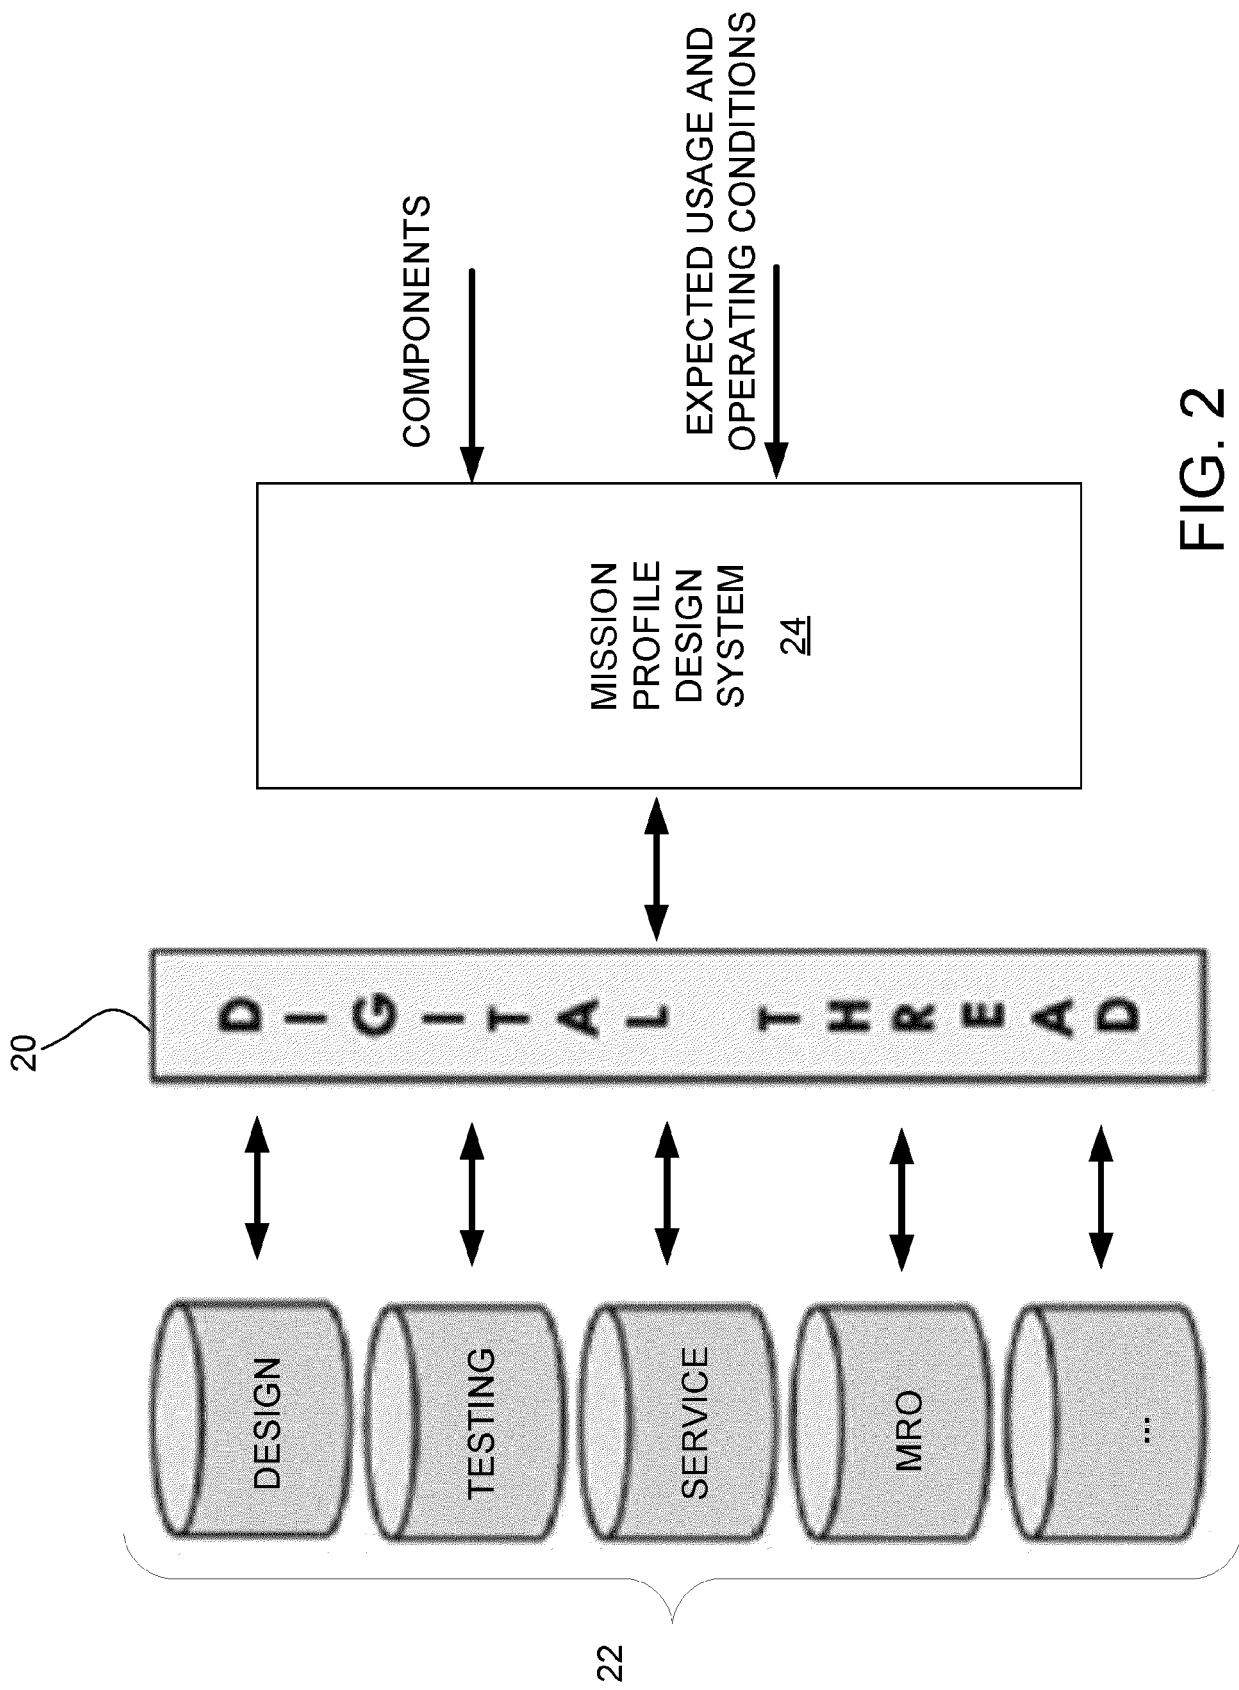 20
DIGITAL THREAD
22
DESIGN
TESTING
SERVICE
MRO
...
MISSION
PROFILE
DESIGN
SYSTEM
24
COMPONENTS
EXPECTED USAGE AND
OPERATING CONDITIONS
FIG. 2